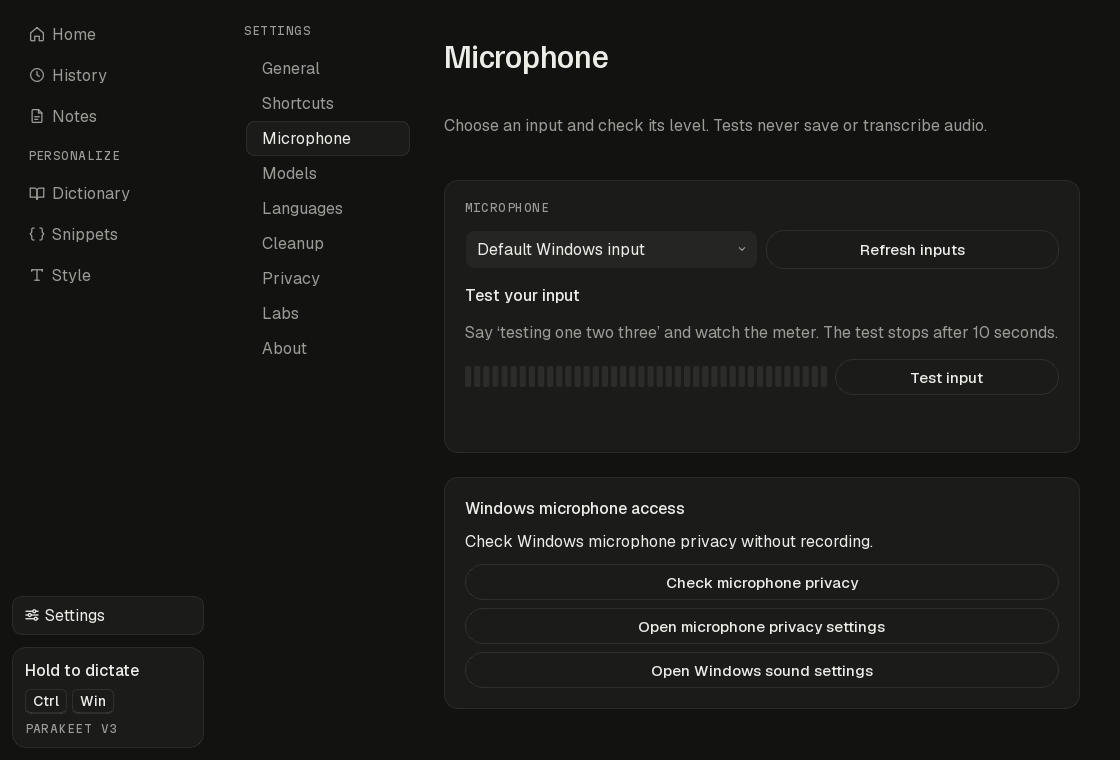 Home
History
Notes
PERSONALIZE
Dictionary
Snippets
Style
Settings
Hold to dictate
Ctrl Win
PARAKEET V3
SETTINGS
General
Shortcuts
Microphone
Models
Languages
Cleanup
Privacy
Labs
About
Microphone
Choose an input and check its level. Tests never save or transcribe audio.
MICROPHONE
Default Windows input
Refresh inputs
Test your input
Say ‘testing one two three’ and watch the meter. The test stops after 10 seconds.
Test input
Windows microphone access
Check Windows microphone privacy without recording.
Check microphone privacy
Open microphone privacy settings
Open Windows sound settings